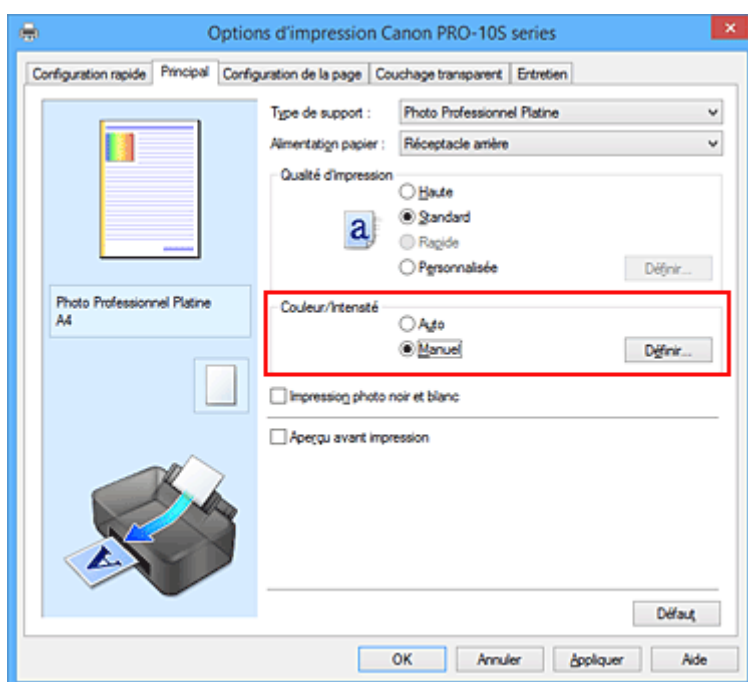 Options d'impression Canon PRO-10S series
Configuration rapide Principal Configuration de la page Couchage transparent Entretien
Type de support : Photo Professionnel Platine
Alimentation papier : Réceptacle arrière
Qualité d'impression
Haute
a
Standard
Rapide
Personnalisée Définir...
Photo Professionnel Platine
A4
Couleur/Intensité
Auto
Manuel Définir...
Impression photo noir et blanc
Aperçu avant impression
A
Défaut
OK Annuler Appliquer Aide